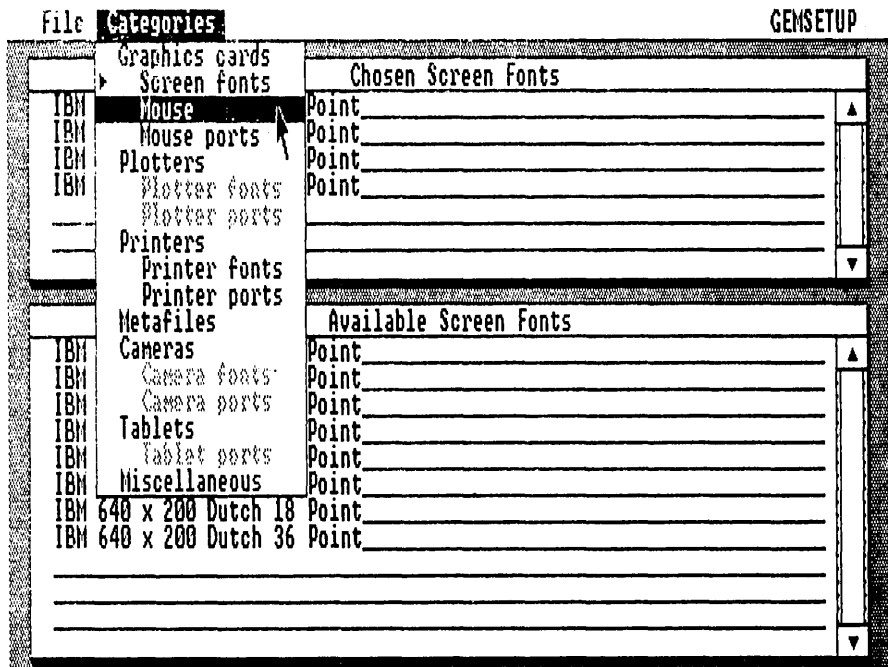 File Categories GEMSETUP
Graphics cards
Screen fonts
Mouse
Mouse ports
Plotters
Plotter fonts
Plotter ports
Printers
Printer fonts
Printer ports
Metafiles
Cameras
Camera fonts
Camera ports
Tablets
Tablet ports
Miscellaneous
Chosen Screen Fonts
IBM Point
IBM Point
IBM Point
IBM Point
Available Screen Fonts
IBM Point
IBM Point
IBM Point
IBM Point
IBM Point
IBM Point
IBM 640 x 200 Dutch 18 Point
IBM 640 x 200 Dutch 36 Point